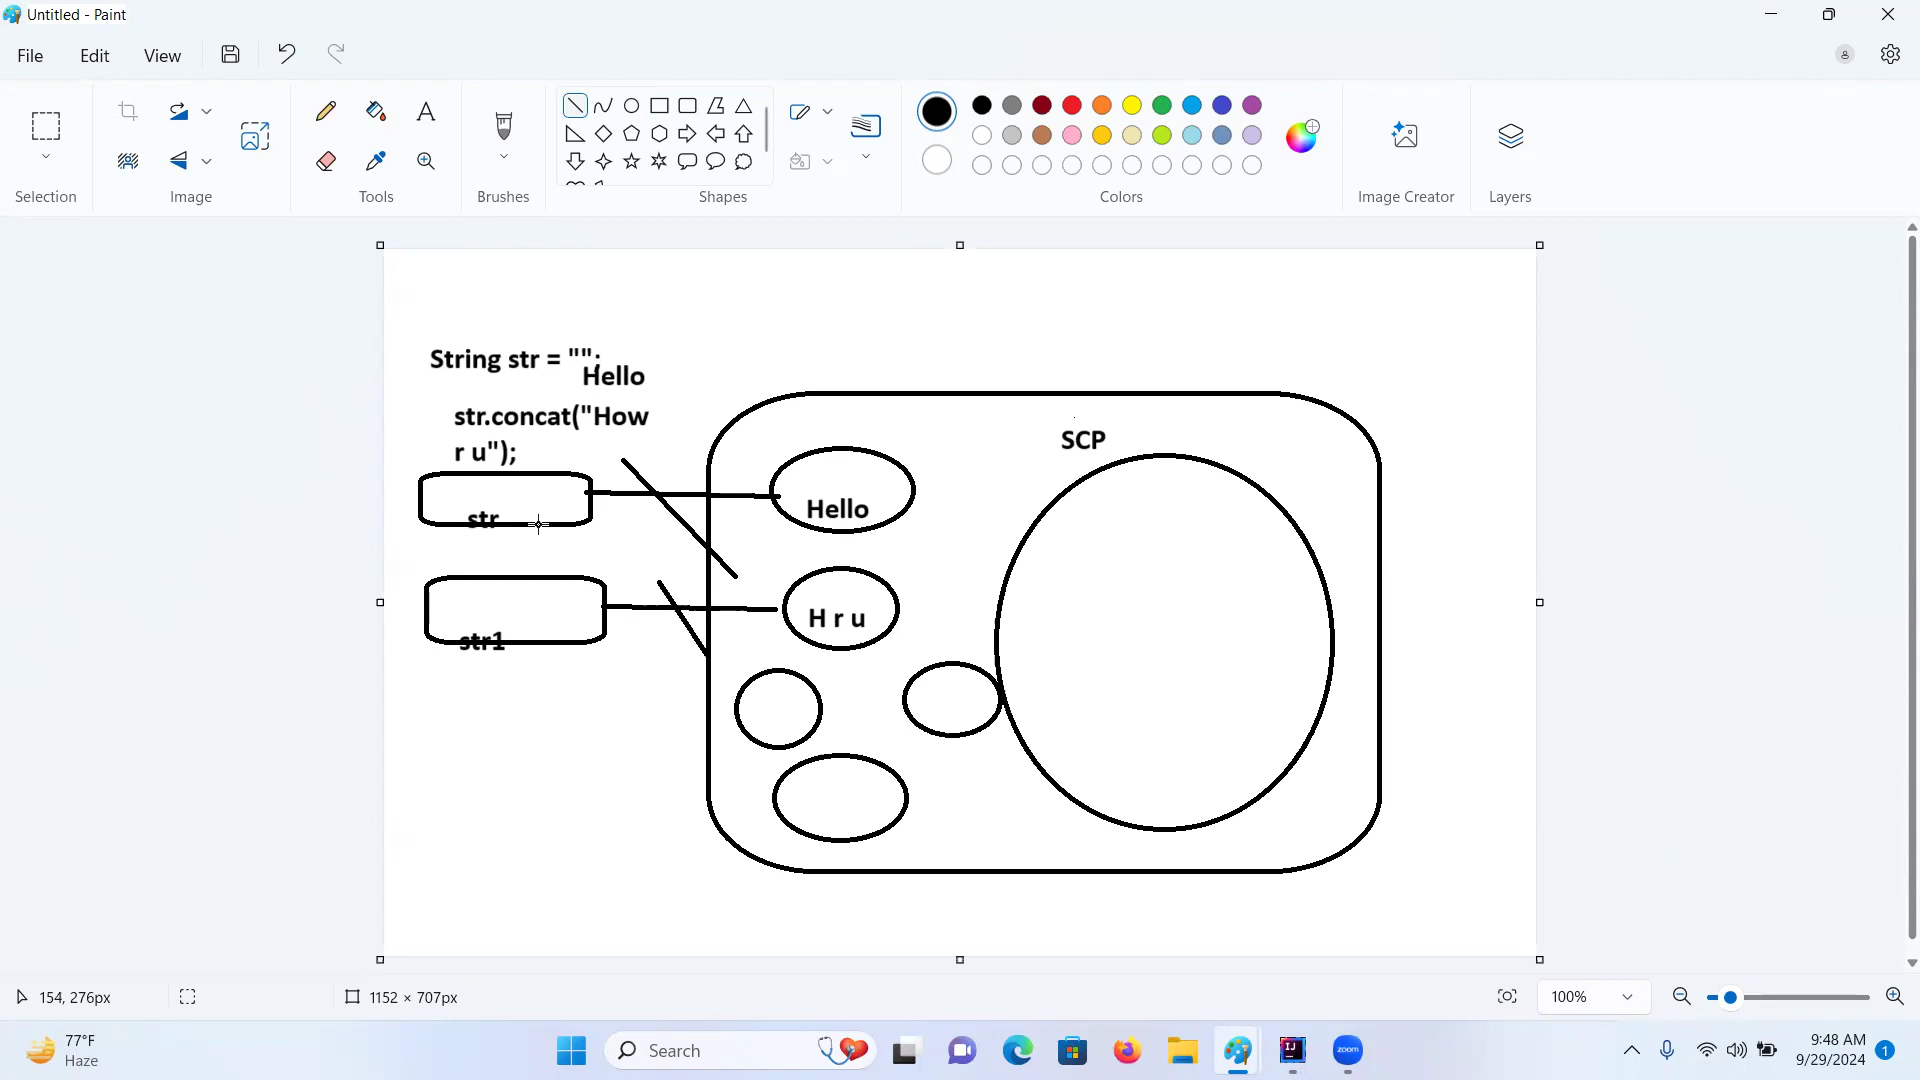 Untitled - Paint
File
Edit
View
Selection
Image
Tools
Brushes
Shapes
Colors
Image Creator
Layers
String str = "";
Hello
str.concat("How
r u");
SCP
str
Hello
str1
H r u
154, 276px
1152 × 707px
100%
77°F
Haze
Search
zoom
9:48 AM
9/29/2024
1